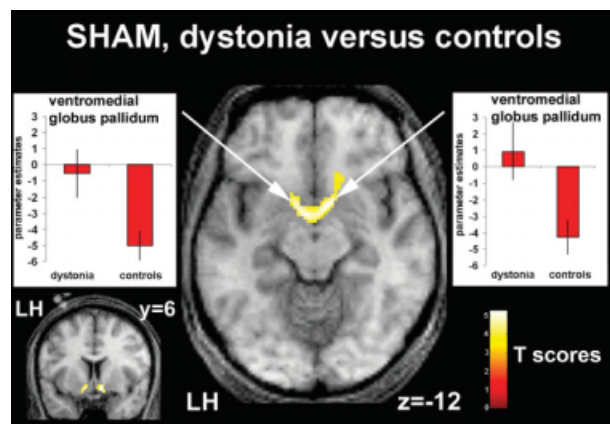 SHAM, dystonia versus controls
ventromedial
globus pallidum
parameter estimates
3
2
1
0
-1
-2
-3
-4
-5
-6
dystonia controls
ventromedial
globus pallidum
parameter estimates
3
2
1
0
-1
-2
-3
-4
-5
-6
dystonia controls
LH y=6
LH z=-12
5
4
3
2
1
0
T scores